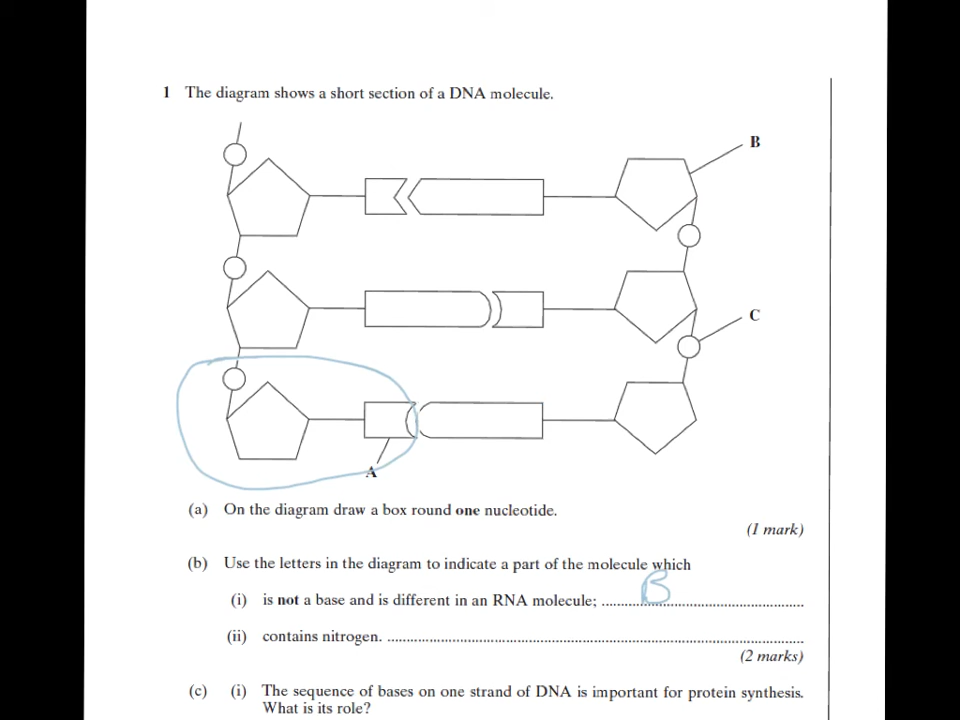 1 The diagram shows a short section of a DNA molecule.
B
C
A
(a) On the diagram draw a box round one nucleotide.
(1 mark)
(b) Use the letters in the diagram to indicate a part of the molecule which
(i) is not a base and is different in an RNA molecule; B
(ii) contains nitrogen.
(2 marks)
(c) (i) The sequence of bases on one strand of DNA is important for protein synthesis.
What is its role?